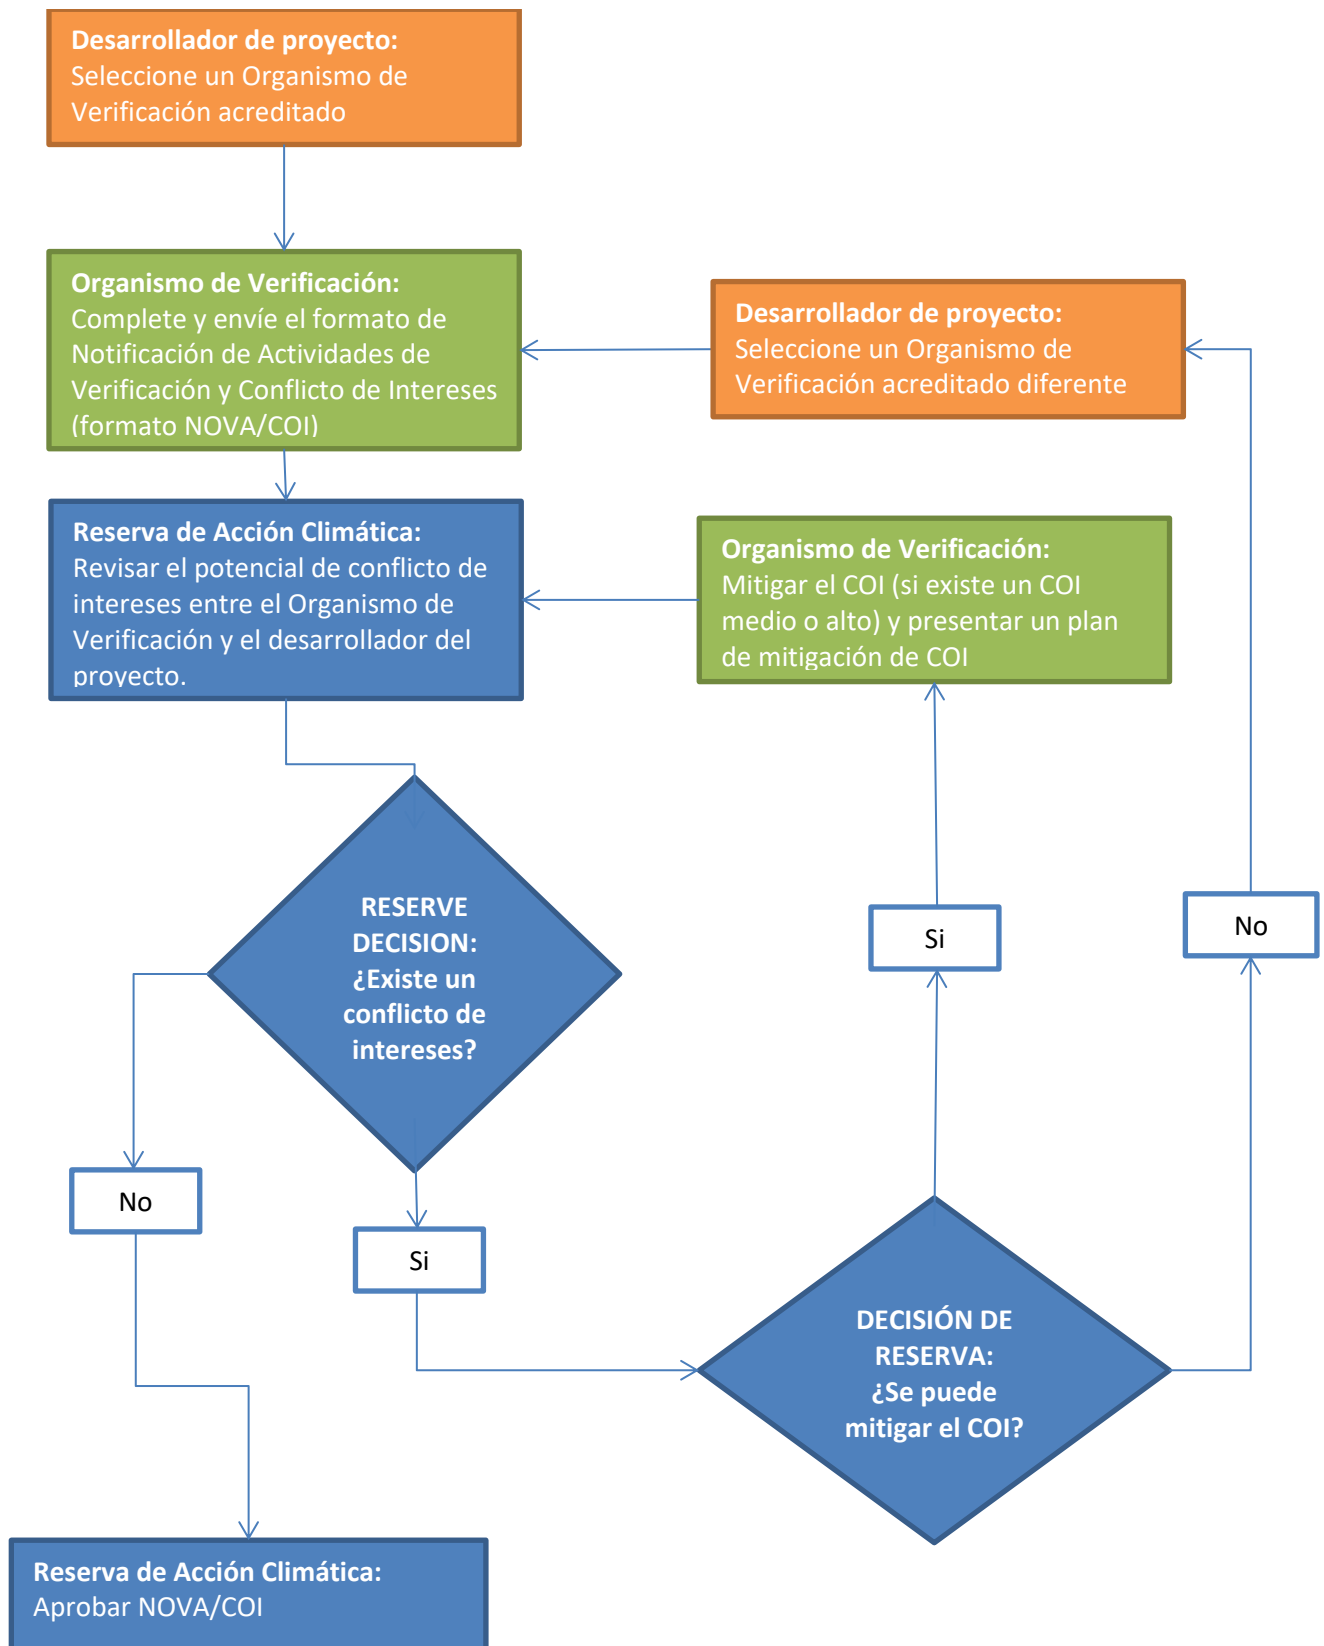 Desarrollador de proyecto:
Seleccione un Organismo de
Verificación acreditado
Organismo de Verificación:
Complete y envíe el formato de
Notificación de Actividades de
Verificación y Conflicto de Intereses
(formato NOVA/COI)
Desarrollador de proyecto:
Seleccione un Organismo de
Verificación acreditado diferente
Reserva de Acción Climática:
Revisar el potencial de conflicto de
intereses entre el Organismo de
Verificación y el desarrollador del
proyecto.
Organismo de Verificación:
Mitigar el COI (si existe un COI
medio o alto) y presentar un plan
de mitigación de COI
RESERVE
DECISION:
¿Existe un
conflicto de
intereses?
Si
No
No
Si
DECISIÓN DE
RESERVA:
¿Se puede
mitigar el COI?
Reserva de Acción Climática:
Aprobar NOVA/COI